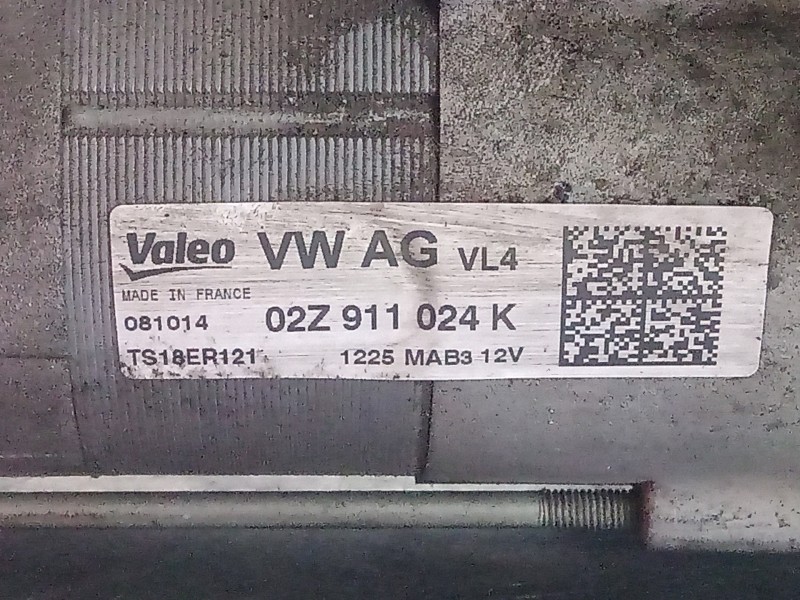 Valeo VW AG VL4
MADE IN FRANCE
081014 02Z 911 024 K
TS18ER121 1225 MAB3 12V